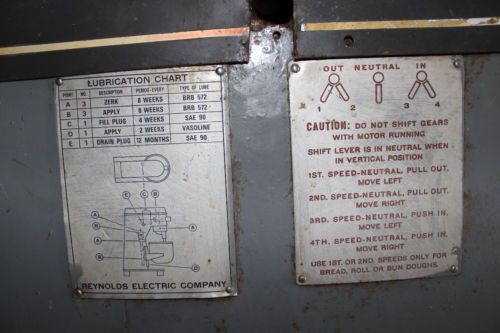 LUBRICATION CHART
POINT NO. DESCRIPTION PERIOD-EVERY TYPE OF LUBE
A 3 ZERK 8 WEEKS BRB 572
B 3 APPLY 8 WEEKS BRB 572
C 1 FILL PLUG 4 WEEKS SAE 90
D 1 APPLY 2 WEEKS VASOLINE
E 1 DRAIN PLUG 12 MONTHS SAE 90
E C B
A
A
A
B
A
D
REYNOLDS ELECTRIC COMPANY
OUT NEUTRAL IN
1 2 3 4
CAUTION: DO NOT SHIFT GEARS
WITH MOTOR RUNNING
SHIFT LEVER IS IN NEUTRAL WHEN
IN VERTICAL POSITION
1ST. SPEED-NEUTRAL, PULL OUT,
MOVE LEFT
2ND. SPEED-NEUTRAL, PULL OUT.
MOVE RIGHT
3RD. SPEED-NEUTRAL, PUSH IN,
MOVE LEFT
4TH. SPEED-NEUTRAL, PUSH IN,
MOVE RIGHT
USE 1ST. OR 2ND. SPEEDS ONLY FOR
BREAD, ROLL OR BUN DOUGHS.